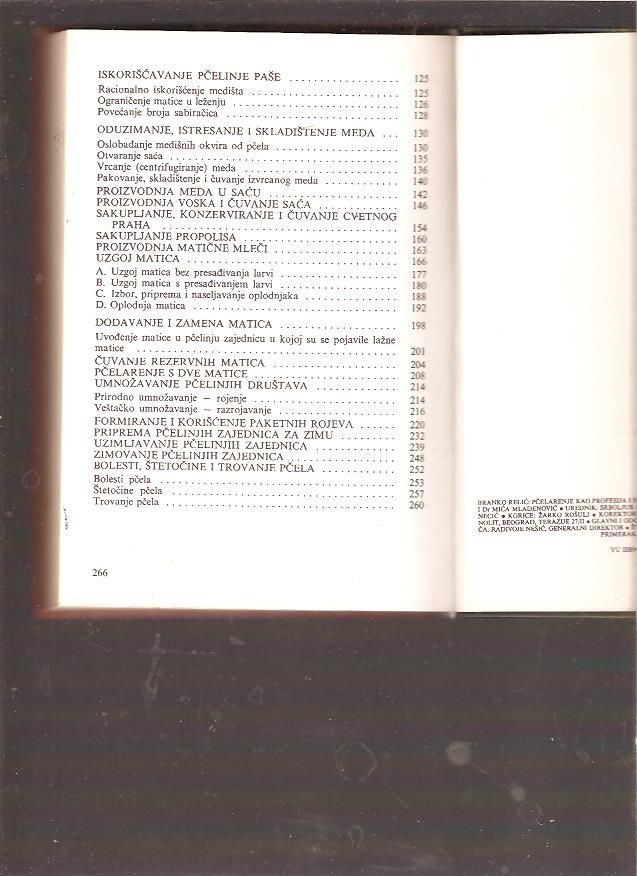 ISKORIŠĆAVANJE PČELINJE PAŠE . . . . . . . . . . . . . . . . . . 125
Racionalno iskorišćenje medišta . . . . . . . . . . . . . . . . . . . . . . . . 125
Ograničenje matice u leženju . . . . . . . . . . . . . . . . . . . . . . . . . . . 126
Povećanje broja sabiračica . . . . . . . . . . . . . . . . . . . . . . . . . . . . 128
ODUZIMANJE, ISTRESANJE I SKLADIŠTENJE MEDA . . . 130
Oslobađanje medišnih okvira od pčela . . . . . . . . . . . . . . . . . . . . 130
Otvaranje saća . . . . . . . . . . . . . . . . . . . . . . . . . . . . . . . . . . . . . 135
Vrcanje (centrifugiranje) meda . . . . . . . . . . . . . . . . . . . . . . . . . . 136
Pakovanje, skladištenje i čuvanje izvrcanog meda . . . . . . . . . . . . 140
PROIZVODNJA MEDA U SAĆU . . . . . . . . . . . . . . . . . . . . . . 142
PROIZVODNJA VOSKA I ČUVANJE SAĆA . . . . . . . . . . . . . . 146
SAKUPLJANJE, KONZERVIRANJE I ČUVANJE CVETNOG
PRAHA . . . . . . . . . . . . . . . . . . . . . . . . . . . . . . . . . . . . . . . . 154
SAKUPLJANJE PROPOLISA . . . . . . . . . . . . . . . . . . . . . . . . . 160
PROIZVODNJA MATIČNE MLEČI . . . . . . . . . . . . . . . . . . . . 163
UZGOJ MATICA . . . . . . . . . . . . . . . . . . . . . . . . . . . . . . . . . . 166
A. Uzgoj matica bez presađivanja larvi . . . . . . . . . . . . . . . . . . . 177
B. Uzgoj matica s presađivanjem larvi . . . . . . . . . . . . . . . . . . . . 180
C. Izbor, priprema i naseljavanje oplodnjaka . . . . . . . . . . . . . . . 188
D. Oplodnja matica . . . . . . . . . . . . . . . . . . . . . . . . . . . . . . . . . . 192
DODAVANJE I ZAMENA MATICA . . . . . . . . . . . . . . . . . . . 198
Uvođenje matice u pčelinju zajednicu u kojoj su se pojavile lažne
matice . . . . . . . . . . . . . . . . . . . . . . . . . . . . . . . . . . . . . . . . . . 201
ČUVANJE REZERVNIH MATICA . . . . . . . . . . . . . . . . . . . . . 204
PČELARENJE S DVE MATICE . . . . . . . . . . . . . . . . . . . . . . . . 208
UMNOŽAVANJE PČELINJIH DRUŠTAVA . . . . . . . . . . . . . 214
Prirodno umnožavanje — rojenje . . . . . . . . . . . . . . . . . . . . . . . . 214
Veštačko umnožavanje — razrojavanje . . . . . . . . . . . . . . . . . . . 216
FORMIRANJE I KORIŠĆENJE PAKETNIH ROJEVA . . . . . . 220
PRIPREMA PČELINJIH ZAJEDNICA ZA ZIMU . . . . . . . . . 232
UZIMLJAVANJE PČELINJIH ZAJEDNICA . . . . . . . . . . . . . . 239
ZIMOVANJE PČELINJIH ZAJEDNICA . . . . . . . . . . . . . . . . . 248
BOLESTI, ŠTETOČINE I TROVANJE PČELA . . . . . . . . . . . . 252
Bolesti pčela . . . . . . . . . . . . . . . . . . . . . . . . . . . . . . . . . . . . . . . 253
Štetočine pčela . . . . . . . . . . . . . . . . . . . . . . . . . . . . . . . . . . . . . 257
Trovanje pčela . . . . . . . . . . . . . . . . . . . . . . . . . . . . . . . . . . . . . 260
266
BRANKO RELIĆ: PČELARENJE KAO PROFESIJA I
I Dr MIĆA MLADENOVIĆ • UREDNIK: SRBOLJUB
NECIĆ • KORICE: ŽARKO ROŠULJ •
NOLIT, BEOGRAD, TERAZIJE 27/II • GLAVNI I
ČA: RADIVOJE NEŠIĆ, GENERALNI DIREKTOR •
YU